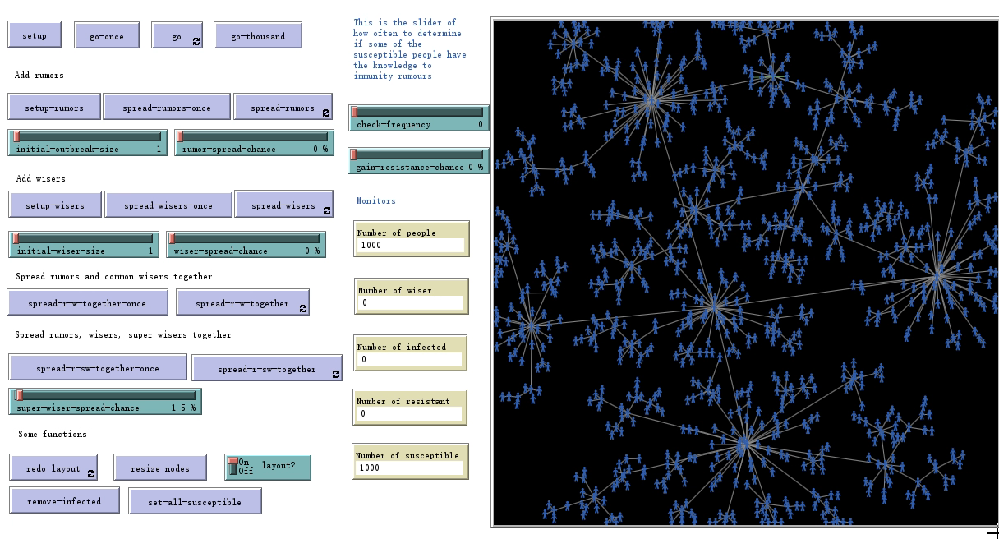 setup
go-once
go
go-thousand
Add rumors
setup-rumors
spread-rumors-once
spread-rumors
initial-outbreak-size 1
rumor-spread-chance 0 %
Add wisers
setup-wisers
spread-wisers-once
spread-wisers
initial-wiser-size 1
wiser-spread-chance 0 %
Spread rumors and common wisers together
spread-r-w-together-once
spread-r-w-together
Spread rumors, wisers, super wisers together
spread-r-sw-together-once
spread-r-sw-together
super-wiser-spread-chance 1.5 %
Some functions
redo layout
resize nodes
On
Off
layout?
remove-infected
set-all-susceptible
This is the slider of
how often to determine
if some of the
susceptible people have
the knowledge to
immunity rumours
check-frequency 0
gain-resistance-chance 0 %
Monitors
Number of people
1000
Number of wiser
0
Number of infected
0
Number of resistant
0
Number of susceptible
1000